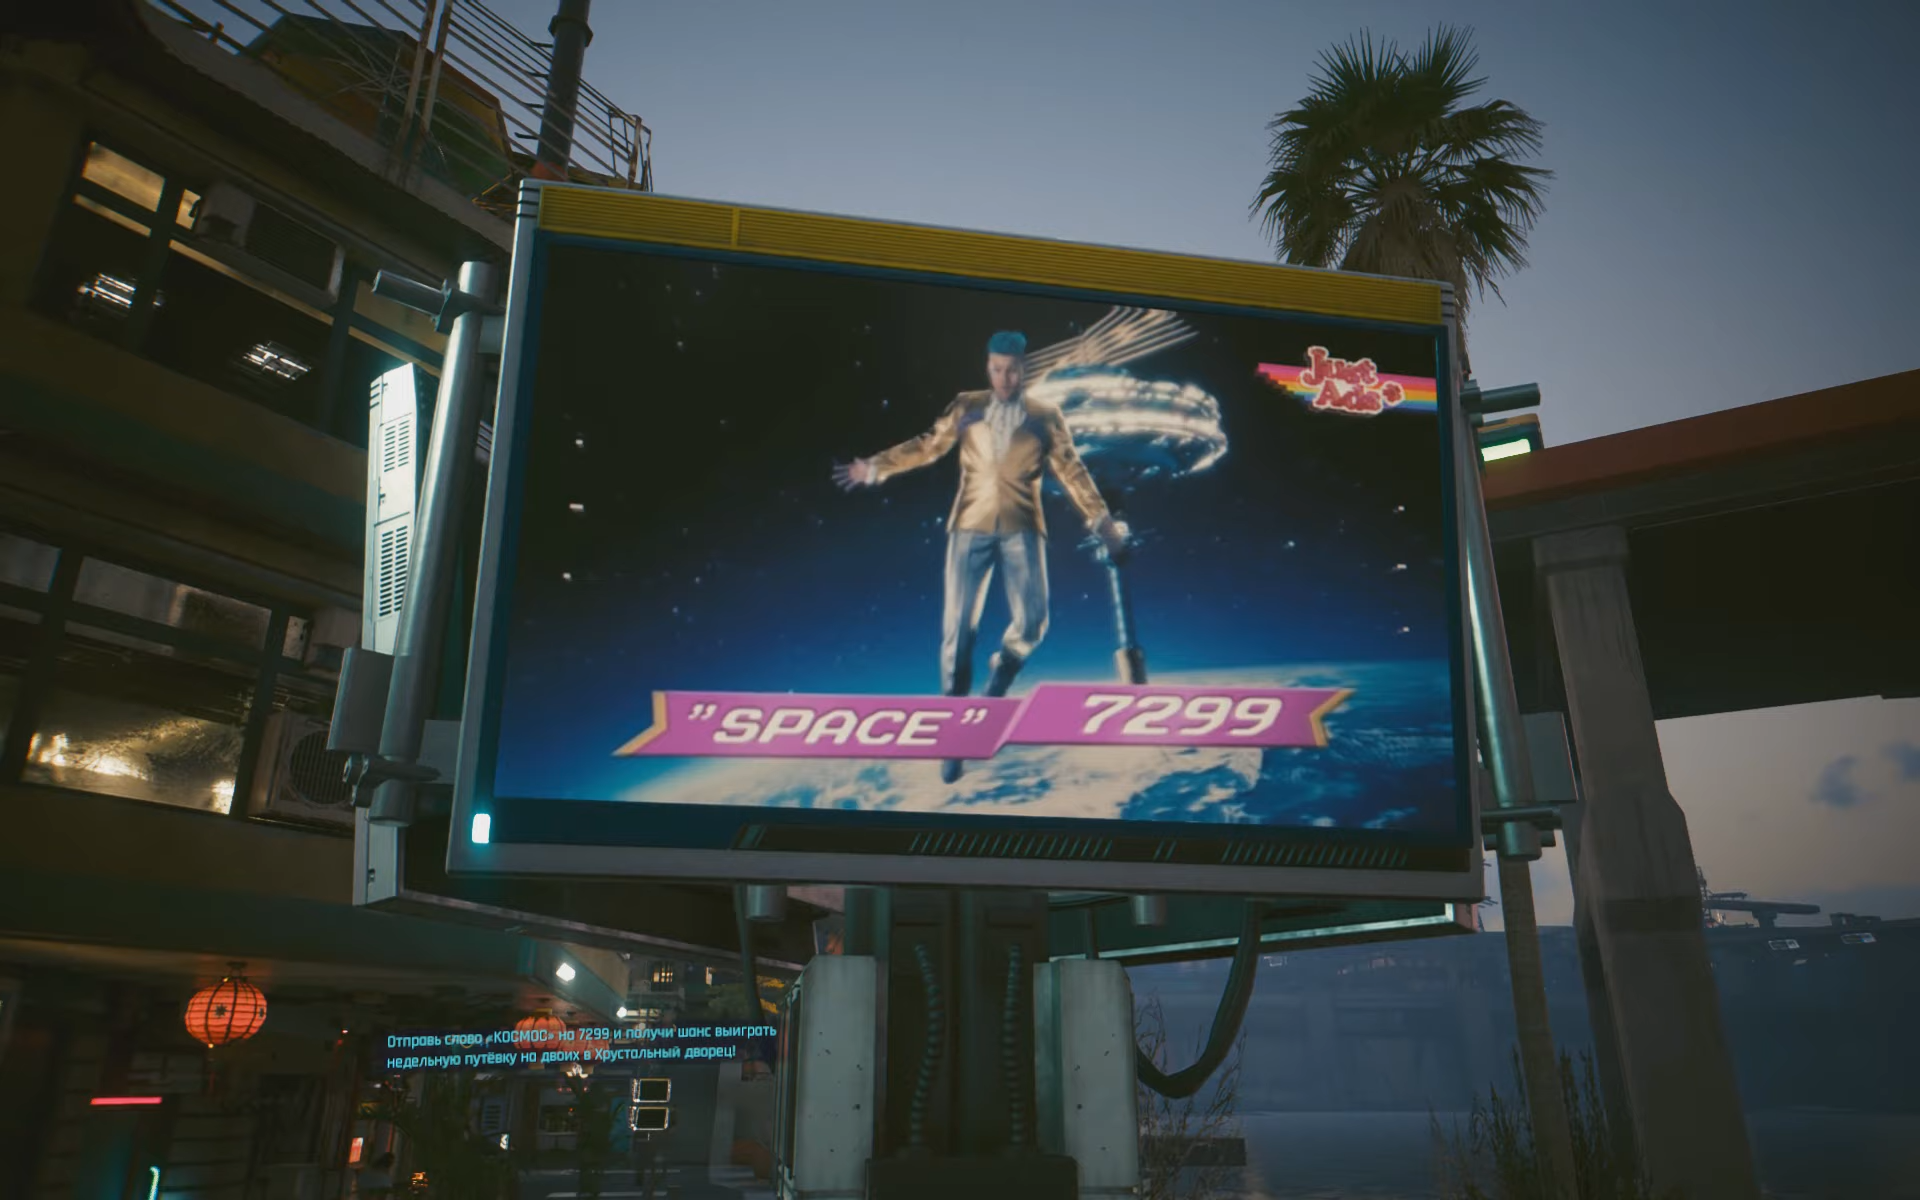 Just
Ads
"SPACE" 7299
Отправь слово «КОСМОС» на 7299 и получи шанс выиграть
недельную путёвку на двоих в Хрустальный дворец!